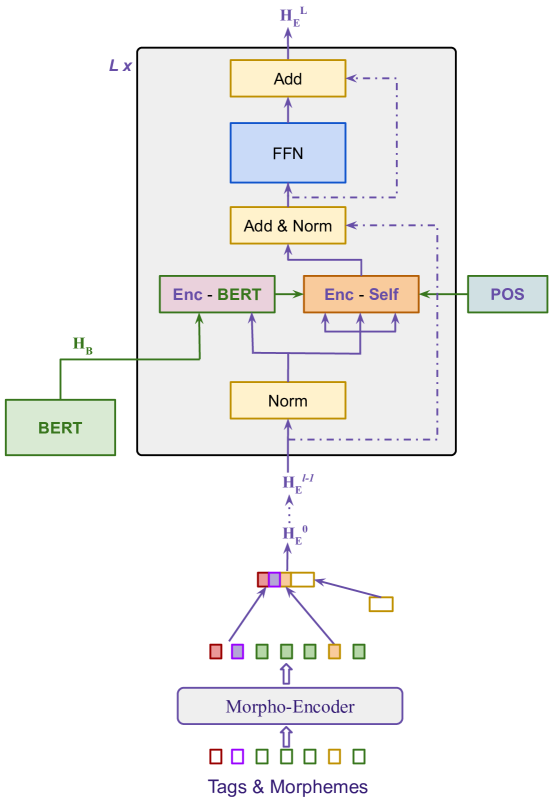 H_E^L
L x
Add
FFN
Add & Norm
Enc - BERT
Enc - Self
POS
H_B
BERT
Norm
H_E^{l-1}
H_E^0
Morpho-Encoder
Tags & Morphemes